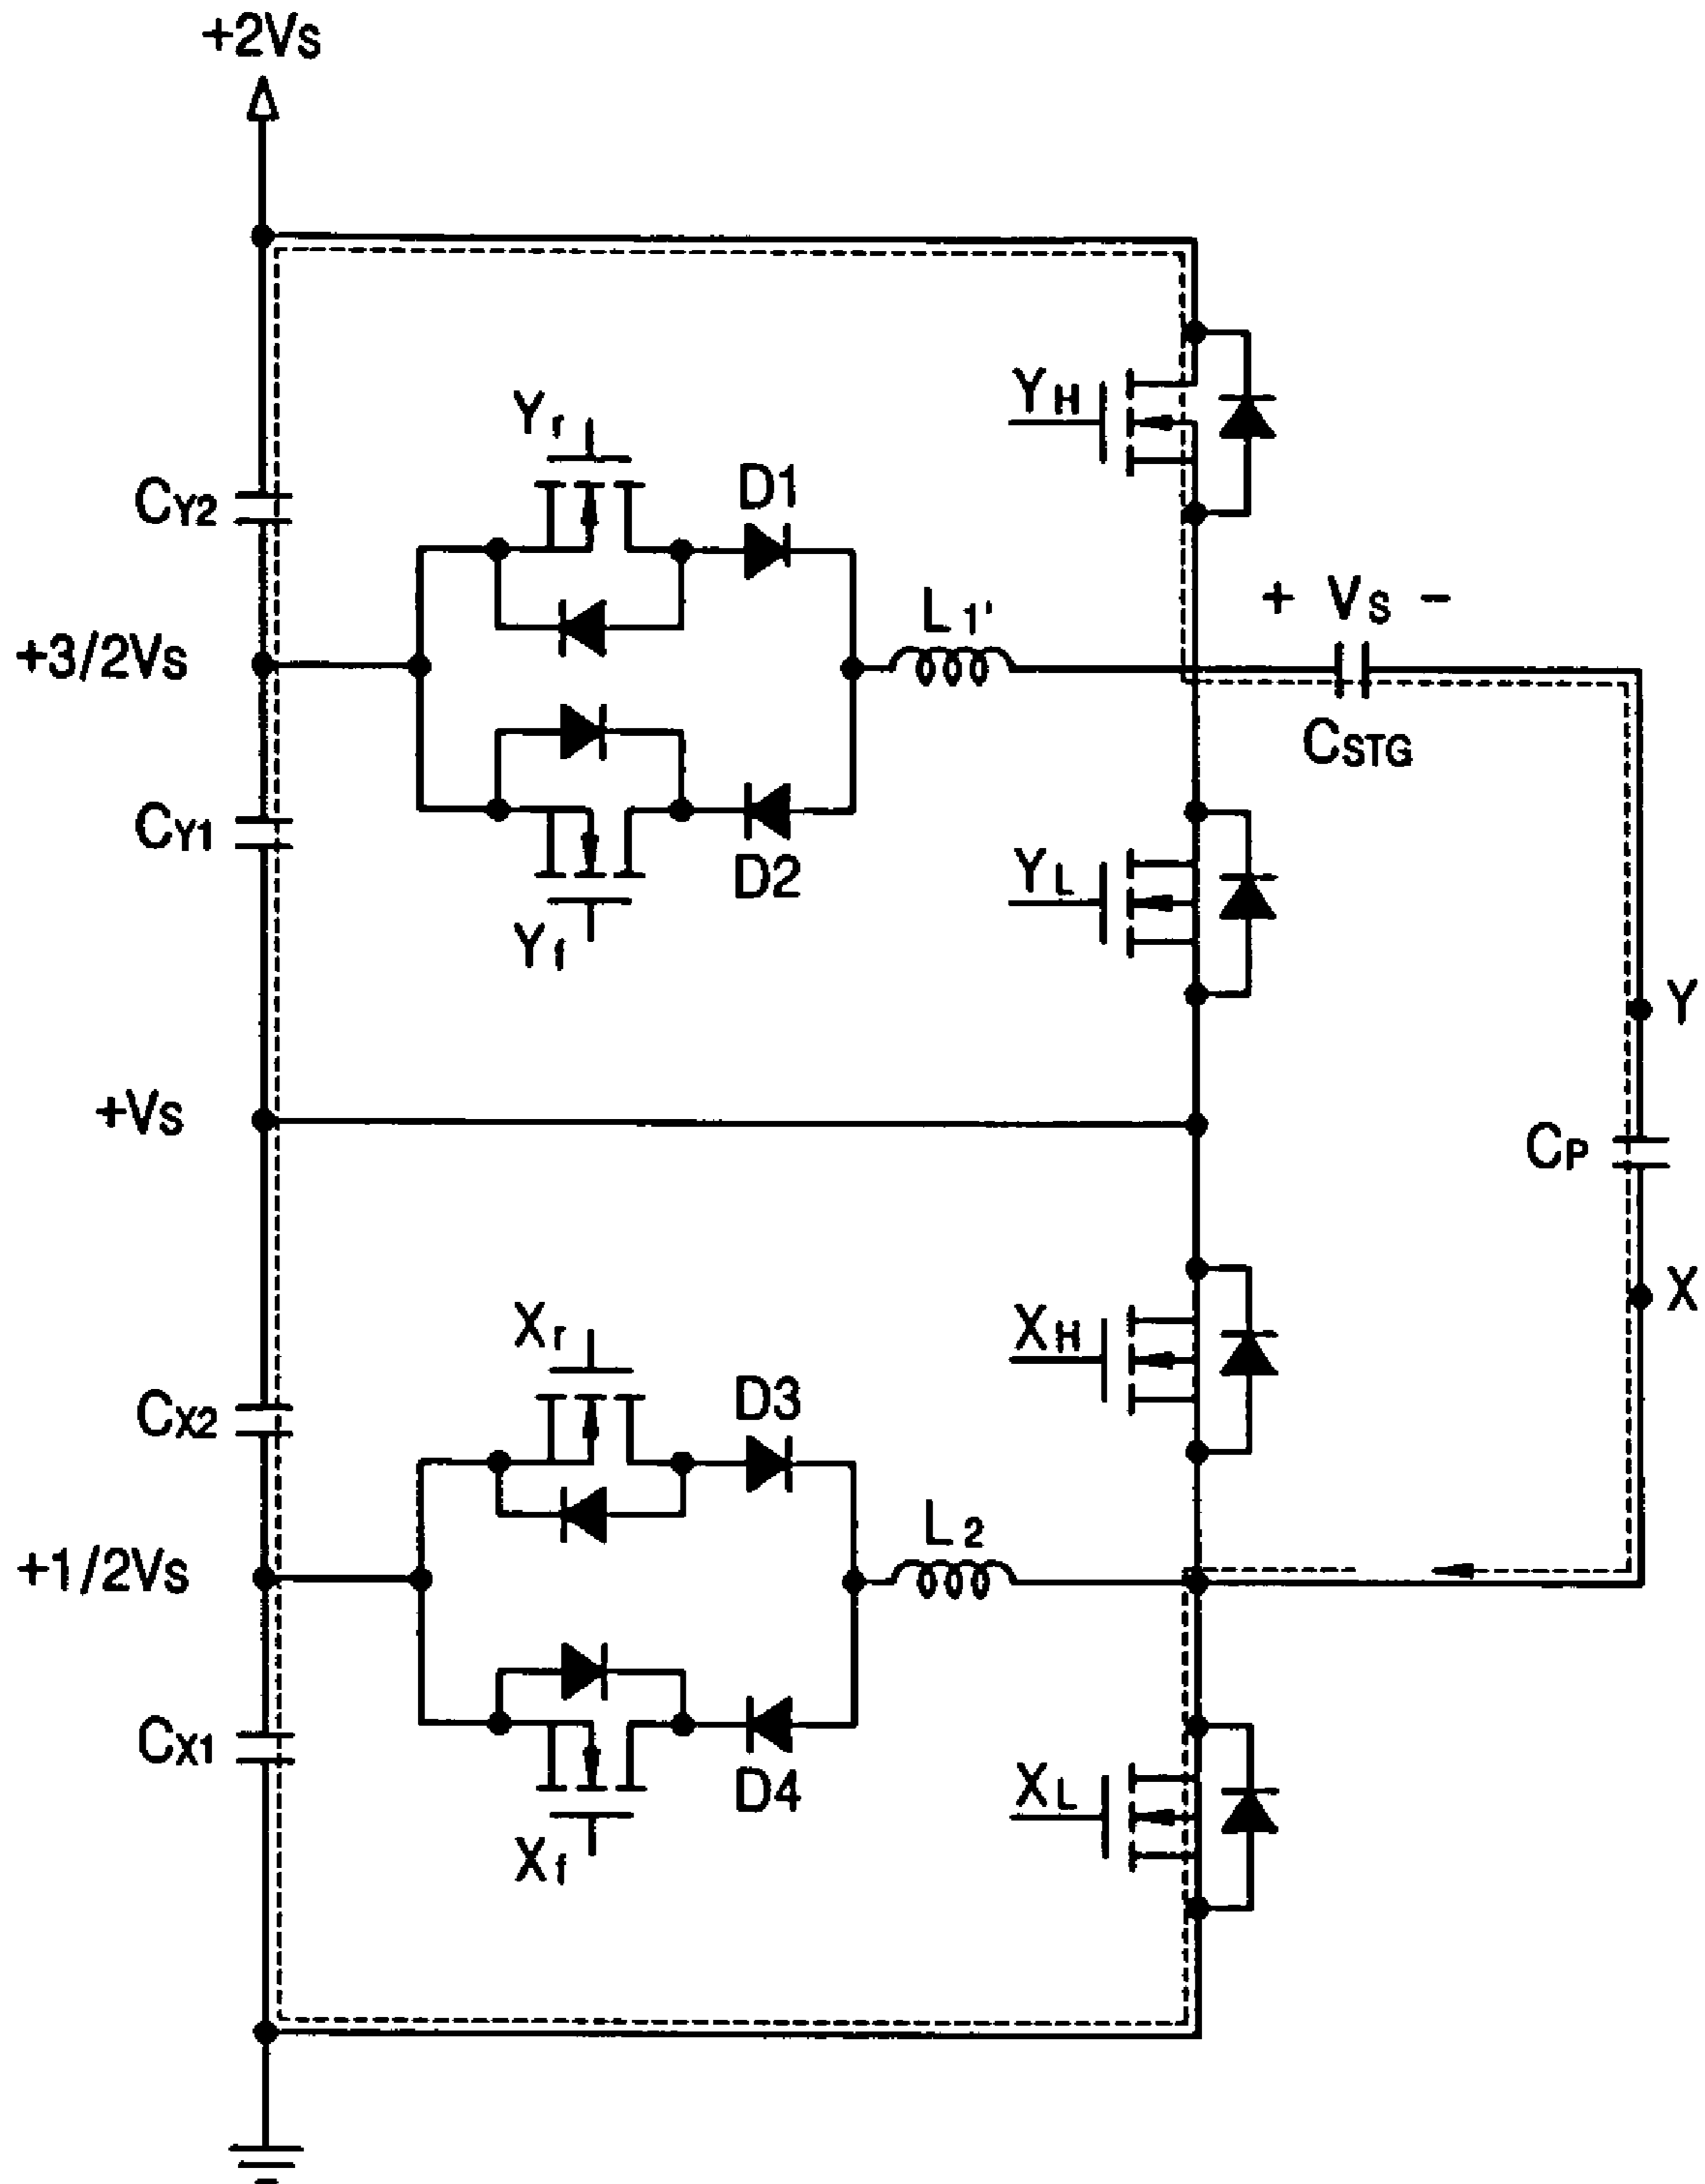 +2Vs
YH
Yr
D1
CY2
+ Vs -
L1'
+3/2Vs
CSTG
CY1
YL
D2
Yf
Y
+Vs
CP
X
Xr
XH
D3
CX2
L2
+1/2Vs
CX1
XL
D4
Xf